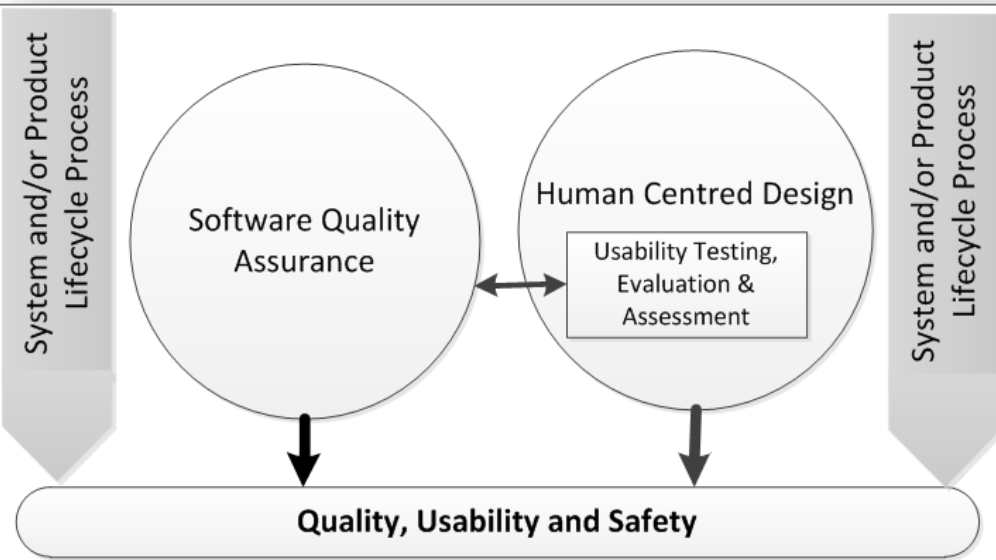 System and/or Product
Lifecycle Process
Software Quality
Assurance
Human Centred Design
Usability Testing,
Evaluation &
Assessment
System and/or Product
Lifecycle Process
Quality, Usability and Safety